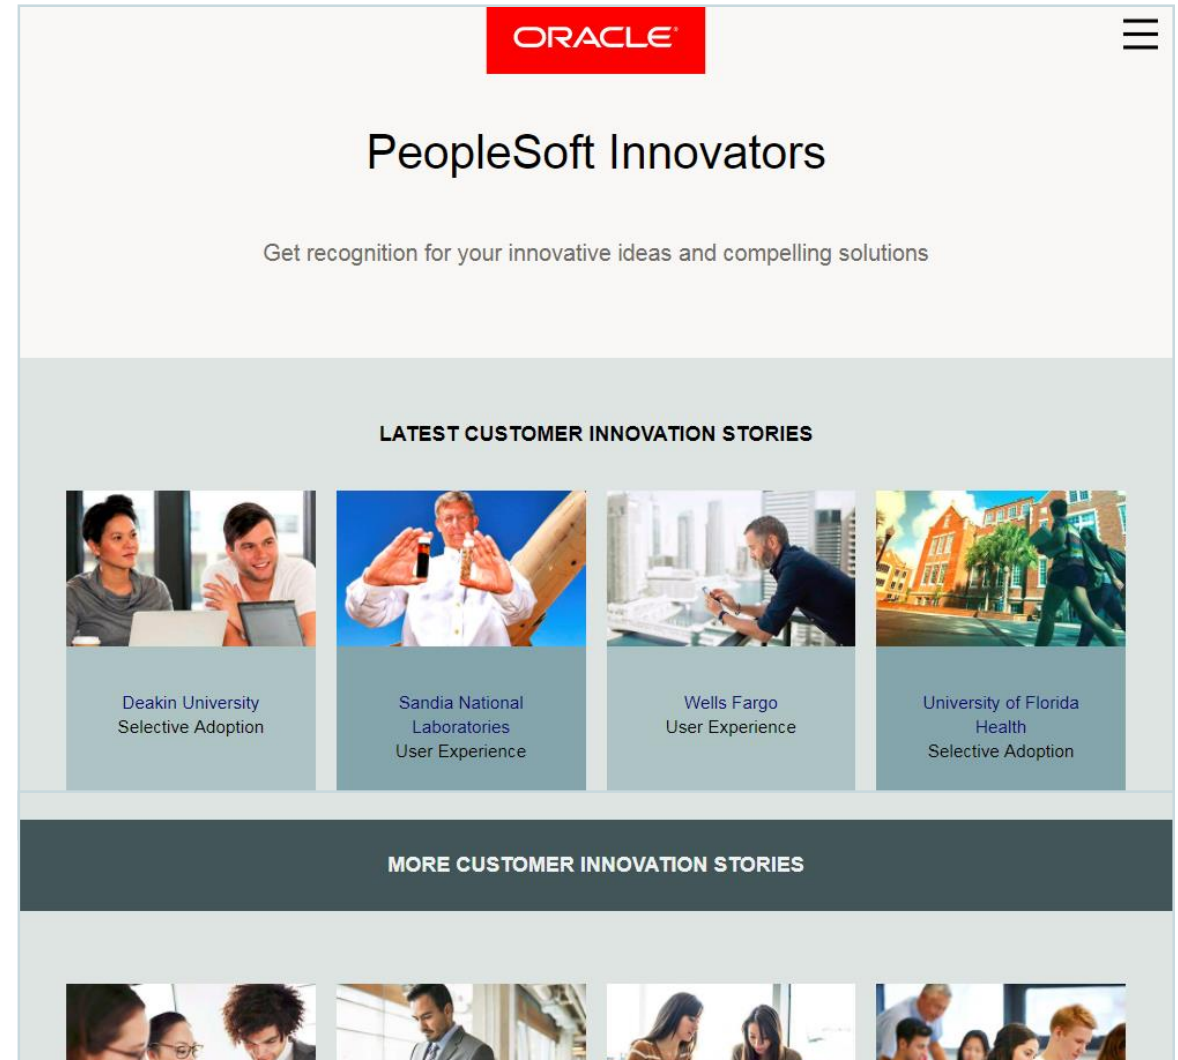 ORACLE
PeopleSoft Innovators
Get recognition for your innovative ideas and compelling solutions
LATEST CUSTOMER INNOVATION STORIES
Deakin University
Selective Adoption
Sandia National
Laboratories
User Experience
Wells Fargo
User Experience
University of Florida
Health
Selective Adoption
MORE CUSTOMER INNOVATION STORIES